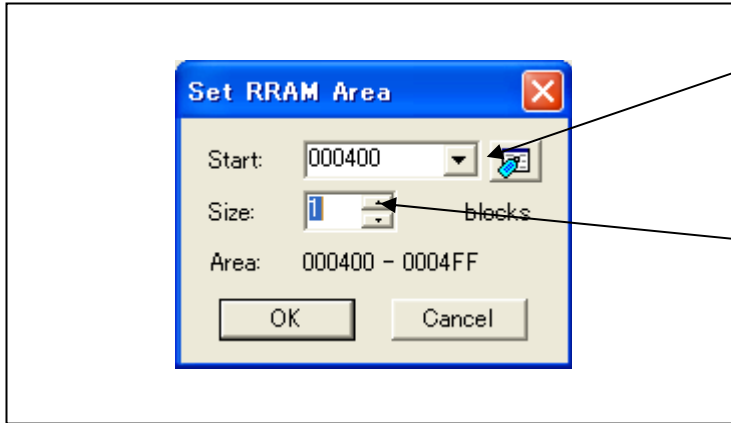 Set RRAM Area
Start: 000400
Size: 1 blocks
Area: 000400 - 0004FF
OK Cancel